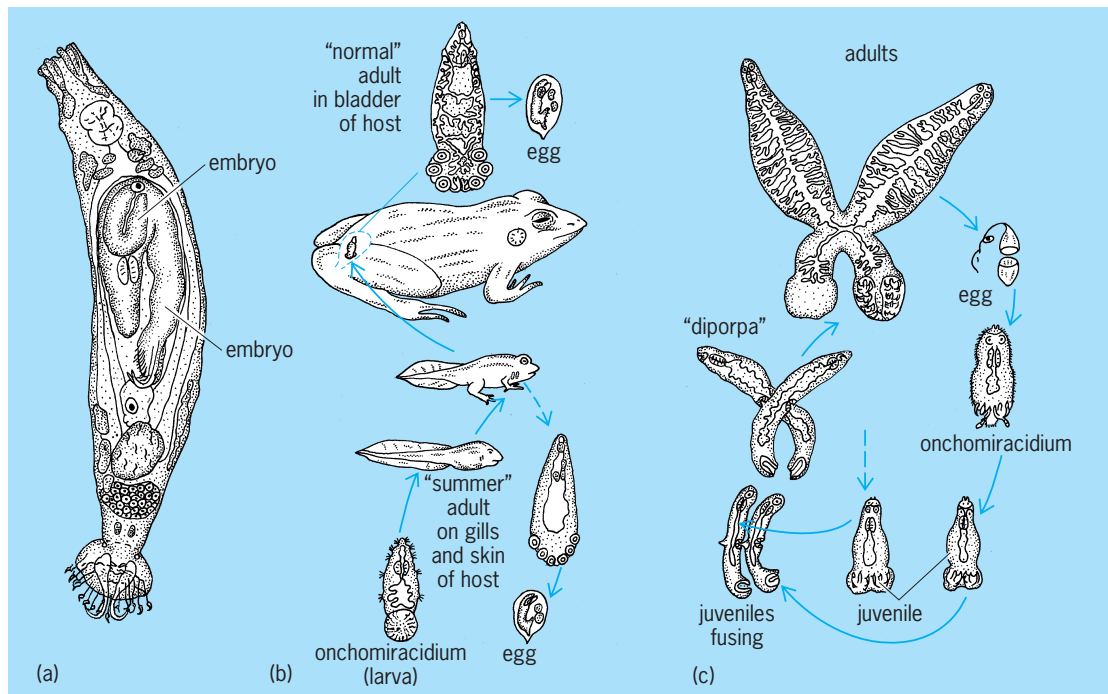 embryo
embryo
(a)
“normal”
adult
in bladder
of host
egg
“summer”
adult
on gills
and skin
of host
onchomiracidium
(larva)
egg
(b)
adults
egg
“diporpa”
onchomiracidium
juveniles
fusing
juvenile
(c)